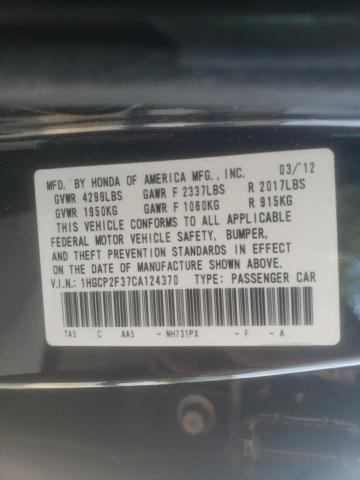 MFD. BY HONDA OF AMERICA MFG., INC. 03/'12
GVWR 4299LBS GAWR F 2337LBS R 2017LBS
GVWR 1950KG GAWR F 1060KG R 915KG
THIS VEHICLE CONFORMS TO ALL APPLICABLE
FEDERAL MOTOR VEHICLE SAFETY, BUMPER,
AND THEFT PREVENTION STANDARDS IN EFFECT
ON THE DATE OF MANUFACTURE SHOWN ABOVE.
V.I.N.: 1HGCP2F37CA124370 TYPE: PASSENGER CAR
TA5 C AA5 -NH731PX -F -A